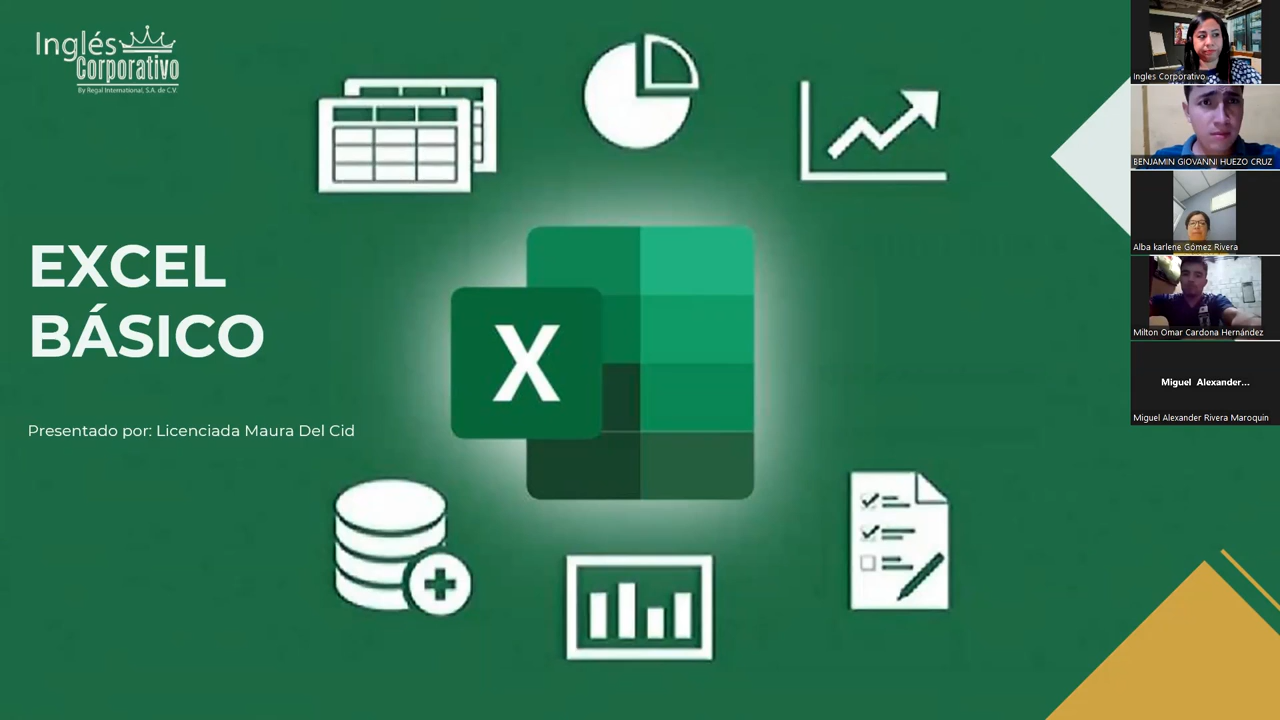 Inglés
Corporativo
By Regal International, S.A. de C.V.
EXCEL
BÁSICO
Presentado por: Licenciada Maura Del Cid
X
Ingles Corporativo
BENJAMIN GIOVANNI HUEZO CRUZ
Alba karlene Gómez Rivera
Milton Omar Cardona Hernández
Miguel Alexander...
Miguel Alexander Rivera Maroquin